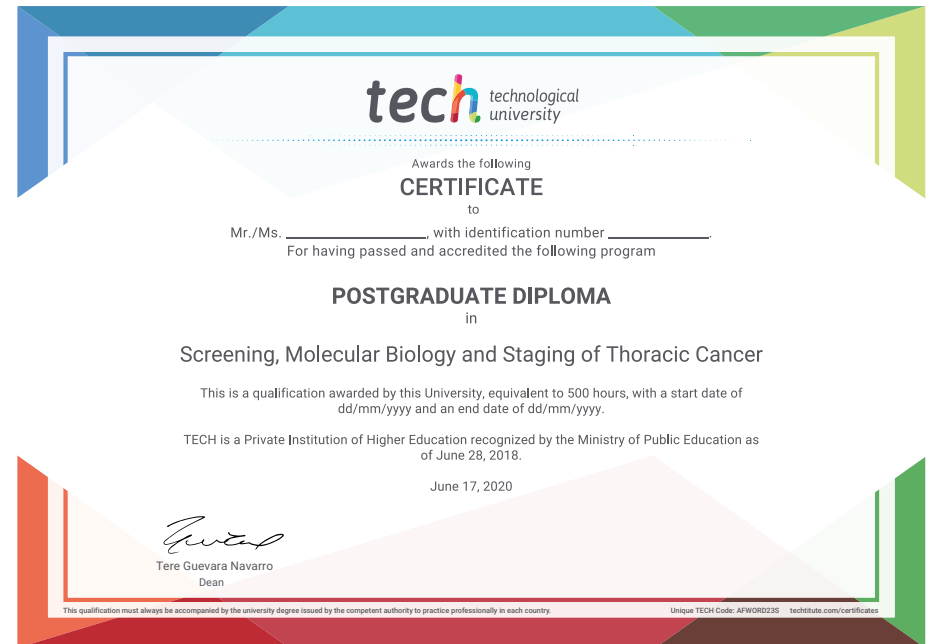 tech technological
university
Awards the following
CERTIFICATE
to
Mr./Ms. ____________________, with identification number ______________.
For having passed and accredited the following program
POSTGRADUATE DIPLOMA
in
Screening, Molecular Biology and Staging of Thoracic Cancer
This is a qualification awarded by this University, equivalent to 500 hours, with a start date of
dd/mm/yyyy and an end date of dd/mm/yyyy.
TECH is a Private Institution of Higher Education recognized by the Ministry of Public Education as
of June 28, 2018.
June 17, 2020
Tere Guevara Navarro
Dean
This qualification must always be accompanied by the university degree issued by the competent authority to practice professionally in each country.
Unique TECH Code: AFWORD23S techtitute.com/certificates